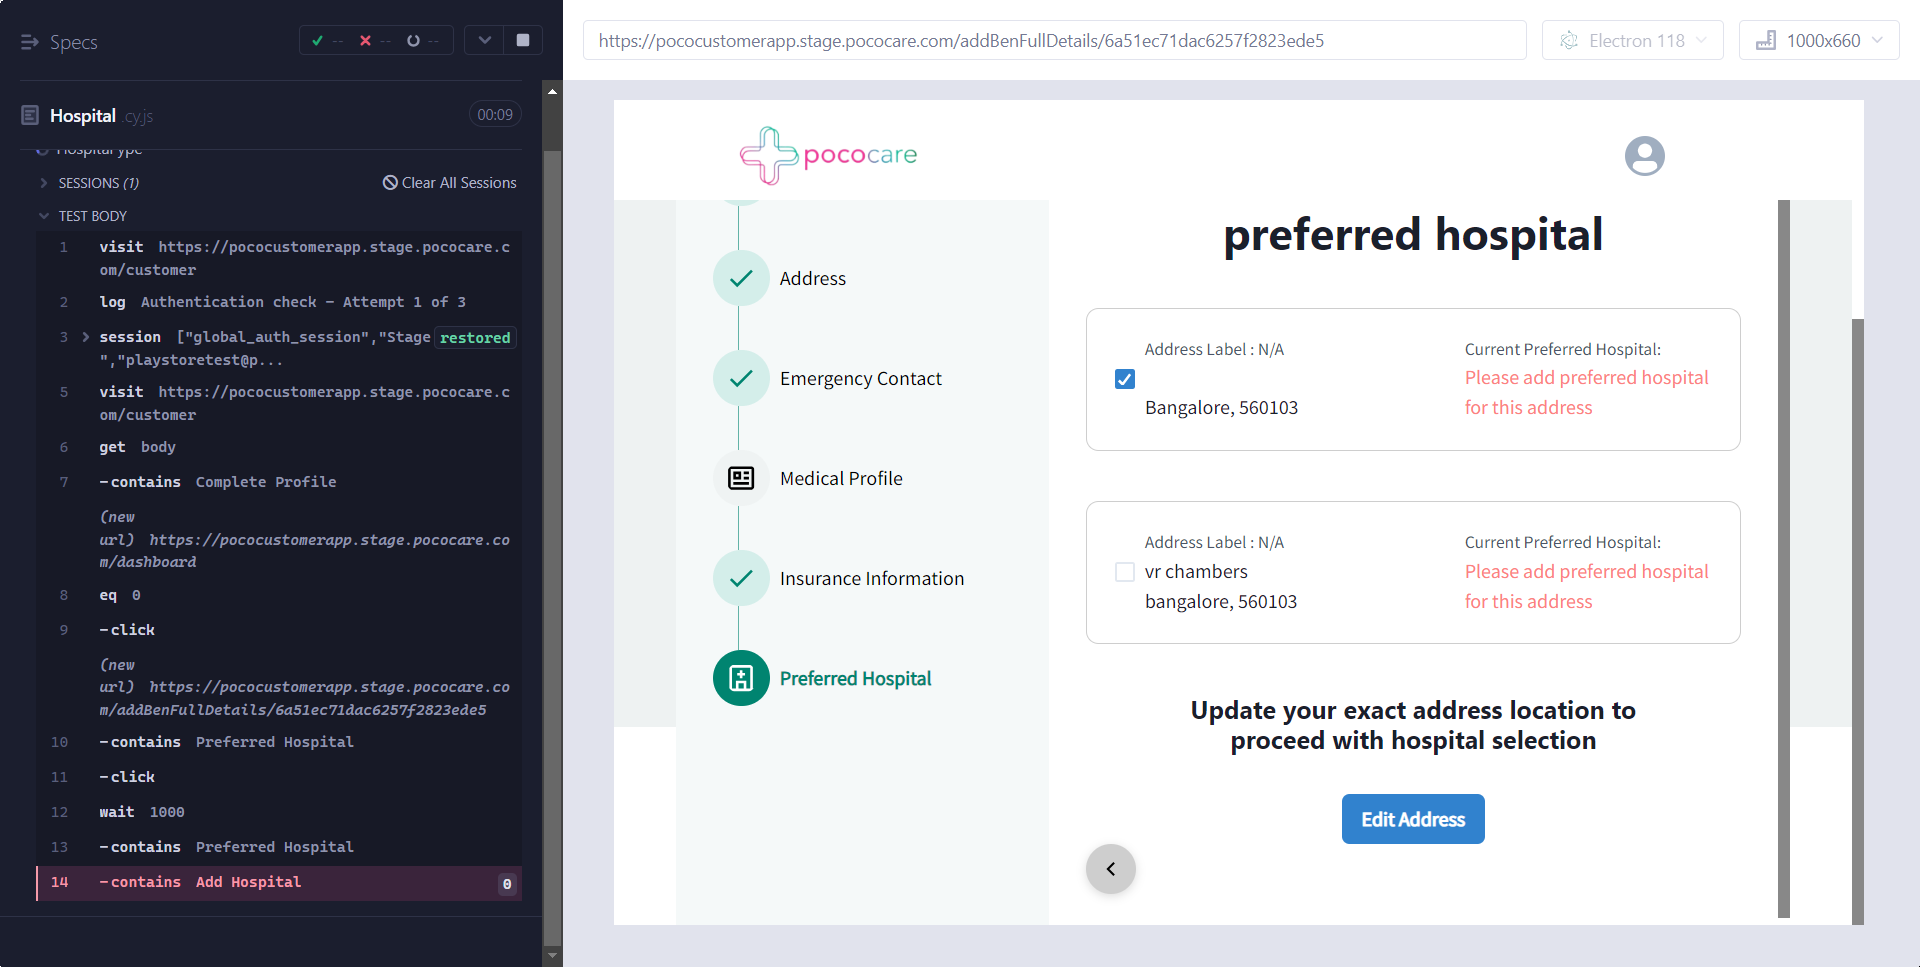 Specs
-- -- --
https://pococustomerapp.stage.pococare.com/addBenFullDetails/6a51ec71dac6257f2823ede5
Electron 118
1000x660
Hospital .cy.js
00:09
SESSIONS (1)
Clear All Sessions
TEST BODY
1 visit https://pococustomerapp.stage.pococare.c
om/customer
2 log Authentication check - Attempt 1 of 3
3 session ["global_auth_session","Stage restored
","playstoretest@p...
5 visit https://pococustomerapp.stage.pococare.c
om/customer
6 get body
7 -contains Complete Profile
(new
url) https://pococustomerapp.stage.pococare.co
m/dashboard
8 eq 0
9 -click
(new
url) https://pococustomerapp.stage.pococare.co
m/addBenFullDetails/6a51ec71dac6257f2823ede5
10 -contains Preferred Hospital
11 -click
12 wait 1000
13 -contains Preferred Hospital
14 -contains Add Hospital 0
pococare
Address
Emergency Contact
Medical Profile
Insurance Information
Preferred Hospital
preferred hospital
Address Label : N/A
Bangalore, 560103
Current Preferred Hospital:
Please add preferred hospital
for this address
Address Label : N/A
vr chambers
bangalore, 560103
Current Preferred Hospital:
Please add preferred hospital
for this address
Update your exact address location to
proceed with hospital selection
Edit Address